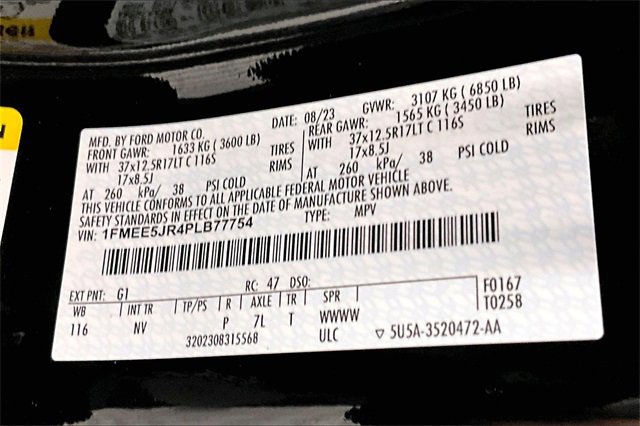 MFD. BY FORD MOTOR CO. DATE: 08/23 GVWR: 3107 KG ( 6850 LB)
FRONT GAWR: 1633 KG ( 3600 LB) REAR GAWR: 1565 KG ( 3450 LB)
WITH 37x12.5R17LT C 116S TIRES WITH 37x12.5R17LT C 116S TIRES
17x8.5J RIMS 17x8.5J RIMS
AT 260 kPa/ 38 PSI COLD AT 260 kPa/ 38 PSI COLD
THIS VEHICLE CONFORMS TO ALL APPLICABLE FEDERAL MOTOR VEHICLE
SAFETY STANDARDS IN EFFECT ON THE DATE OF MANUFACTURE SHOWN ABOVE.
VIN: 1FMEE5JR4PLB77754 TYPE: MPV
EXT PNT: G1 RC: 47 DSO: F0167
WB INT TR TP/PS R AXLE TR SPR T0258
116 NV P 7L T WWWW
3202308315568 ULC ▽ 5U5A-3520472-AA